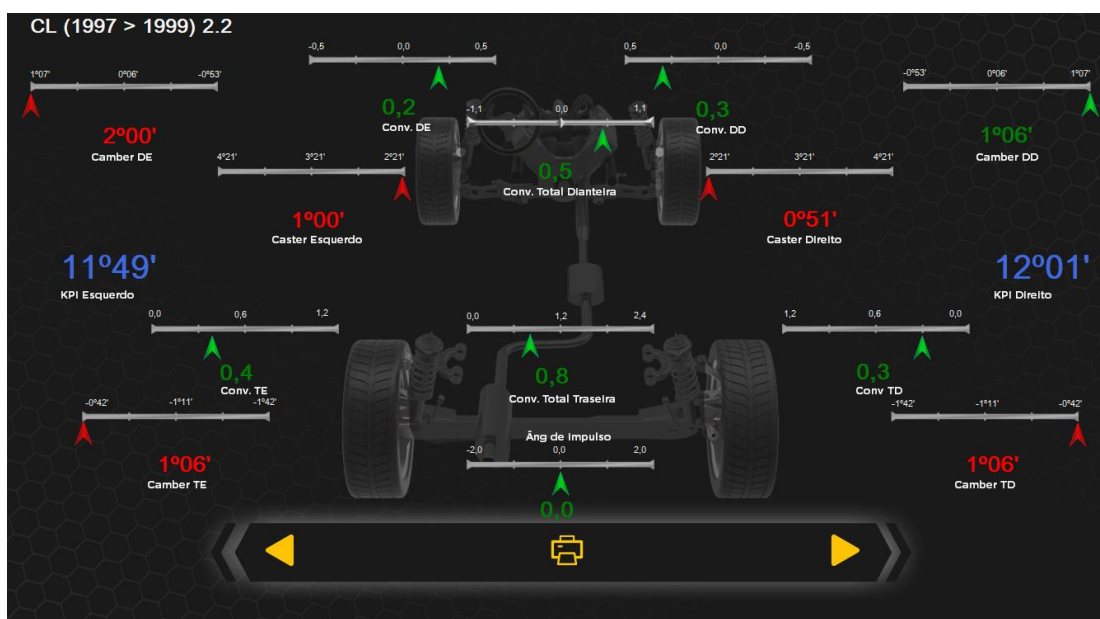 CL (1997 > 1999) 2.2
-0,5 0,0 0,5
0,5 0,0 -0,5
1º07' 0º06' -0º53'
-0º53' 0º06' 1º07'
0,2
Conv. DE
-1,1 0,0 1,1
0,3
Conv. DD
2º00'
Camber DE
1º06'
Camber DD
4º21' 3º21' 2º21'
2º21' 3º21' 4º21'
0,5
Conv. Total Dianteira
1º00'
Caster Esquerdo
0º51'
Caster Direito
11º49'
KPI Esquerdo
12º01'
KPI Direito
0,0 0,6 1,2
0,0 1,2 2,4
1,2 0,6 0,0
0,4
Conv. TE
0,8
Conv. Total Traseira
0,3
Conv TD
-0º42' -1º11' -1º42'
-1º42' -1º11' -0º42'
Âng de Impulso
-2,0 0,0 2,0
1º06'
Camber TE
1º06'
Camber TD
0,0